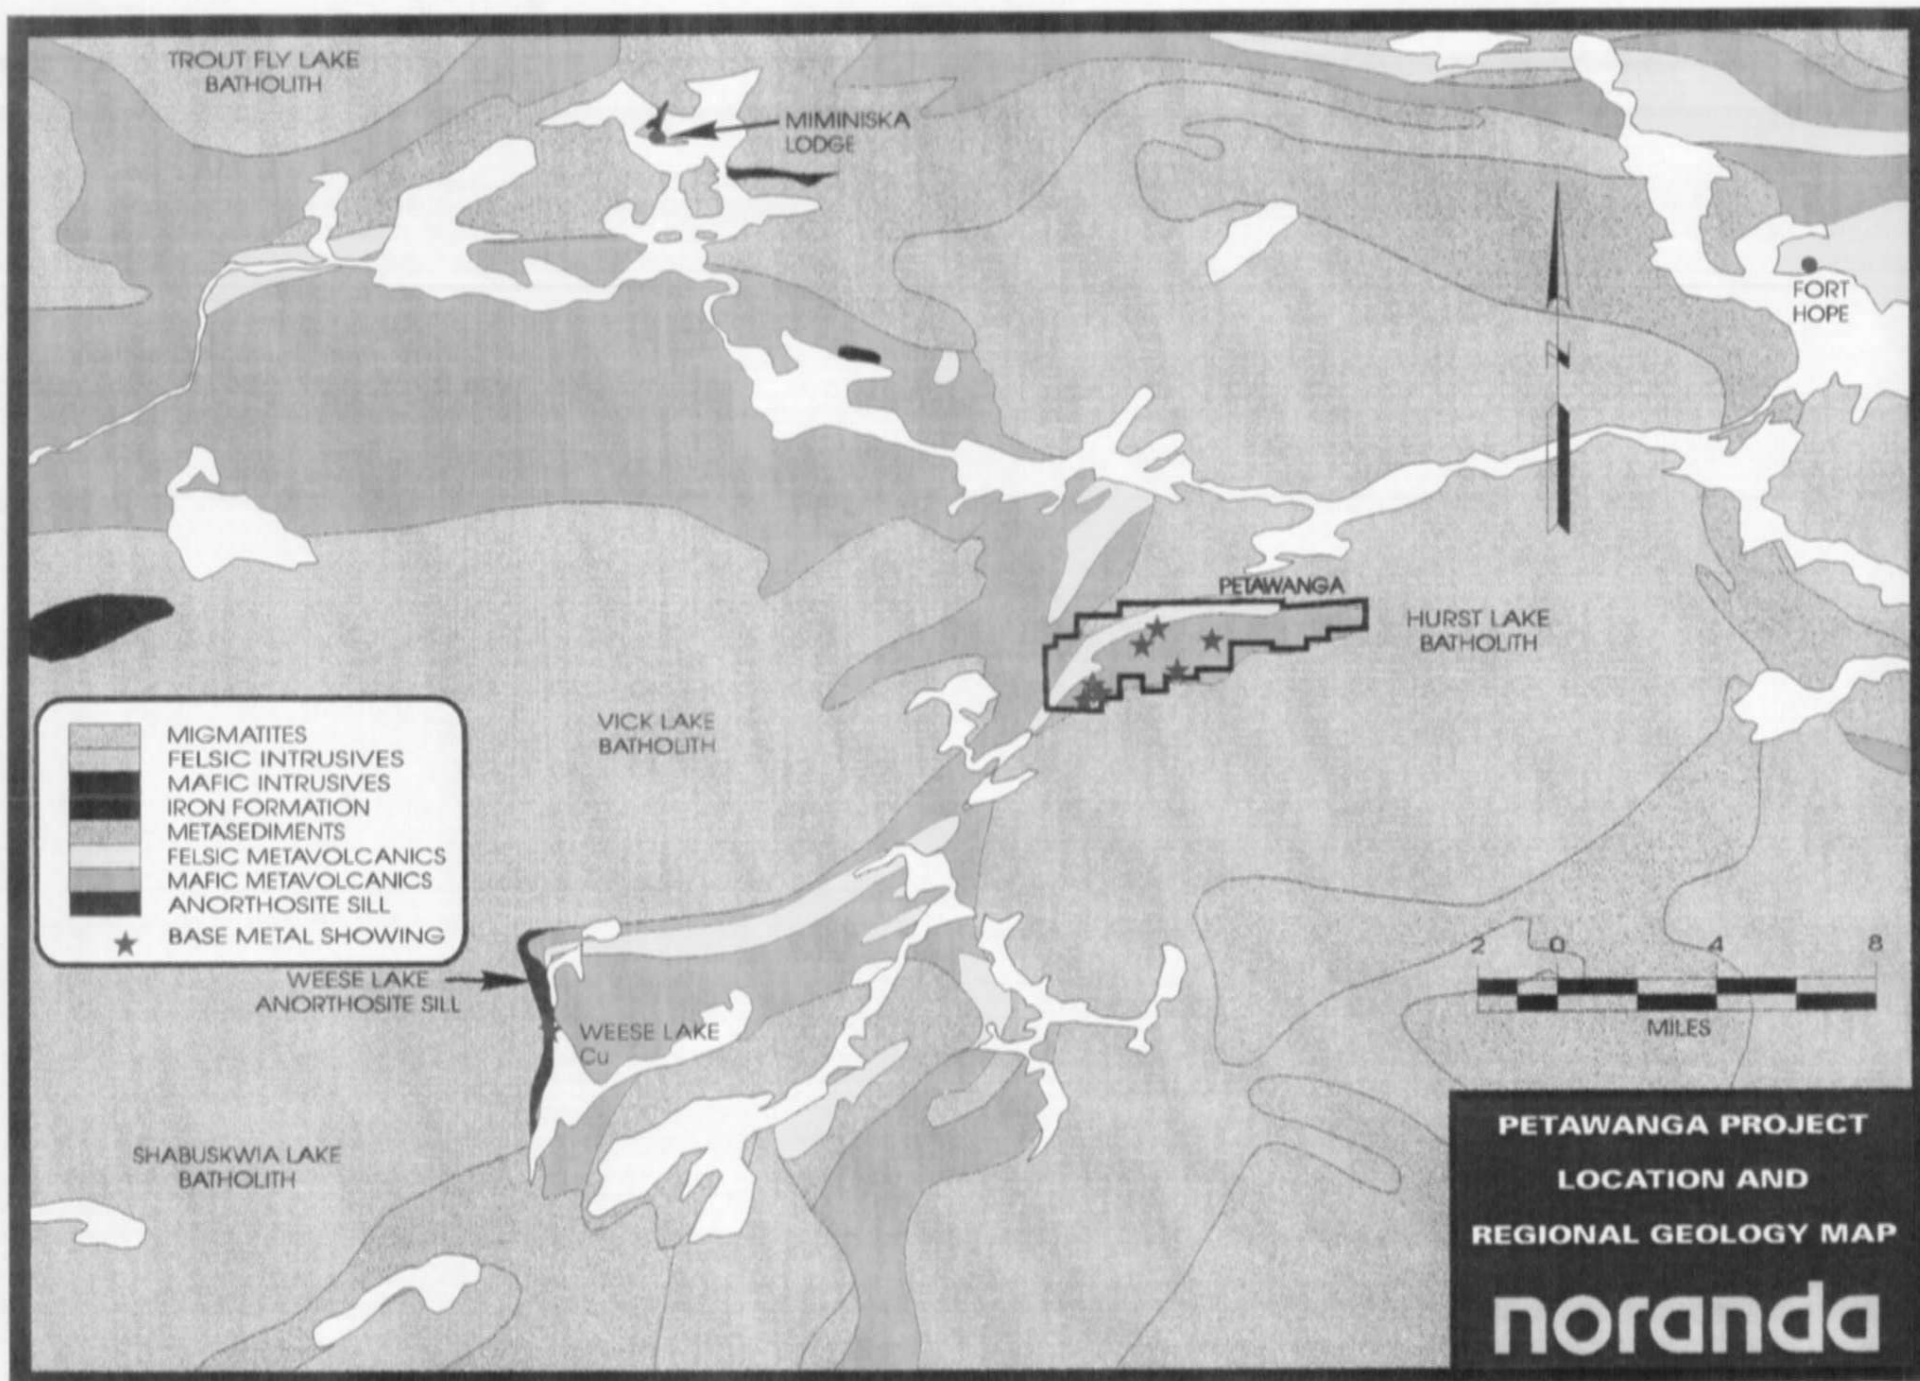 TROUT FLY LAKE
BATHOLITH
MIMINISKA
LODGE
FORT
HOPE
PETAWANGA
HURST LAKE
BATHOLITH
VICK LAKE
BATHOLITH
MIGMATITES
FELSIC INTRUSIVES
MAFIC INTRUSIVES
IRON FORMATION
METASEDIMENTS
FELSIC METAVOLCANICS
MAFIC METAVOLCANICS
ANORTHOSITE SILL
BASE METAL SHOWING
WEESE LAKE
ANORTHOSITE SILL
WEESE LAKE
Cu
2 0 4 8
MILES
SHABUSKWIA LAKE
BATHOLITH
PETAWANGA PROJECT
LOCATION AND
REGIONAL GEOLOGY MAP
noranda